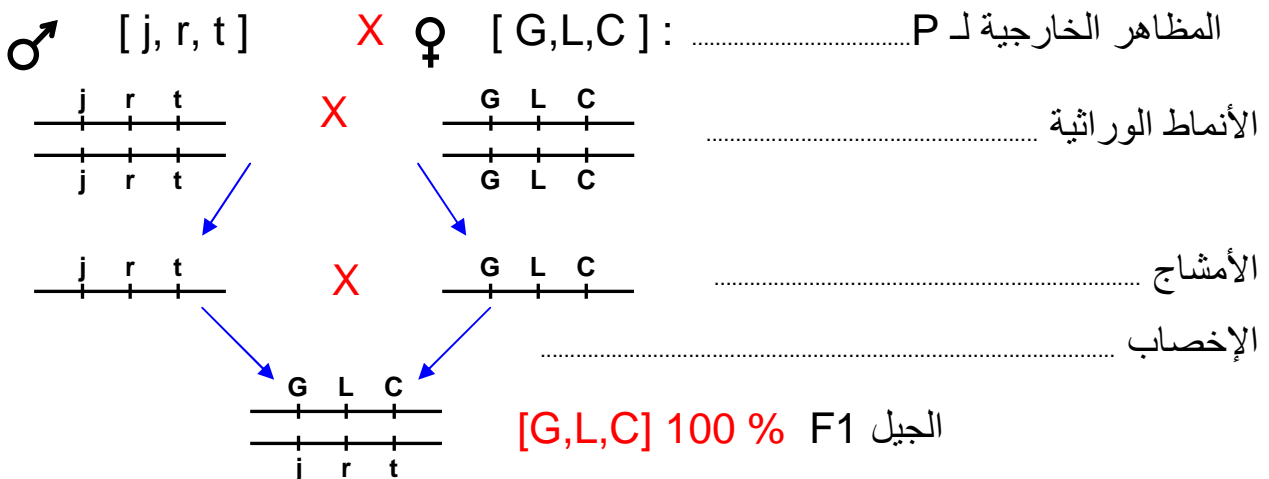 المظاهر الخارجية لـ P.................................. : [ G,L,C ] ♀ X [ j, r, t ] ♂
j r t X G L C
الأنماط الوراثية ..................................................
j r t G L C
j r t X G L C
الأمشاج ..................................................
الإخصاب ..................................................
G L C
الجيل F1 [G,L,C] 100 %
j r t